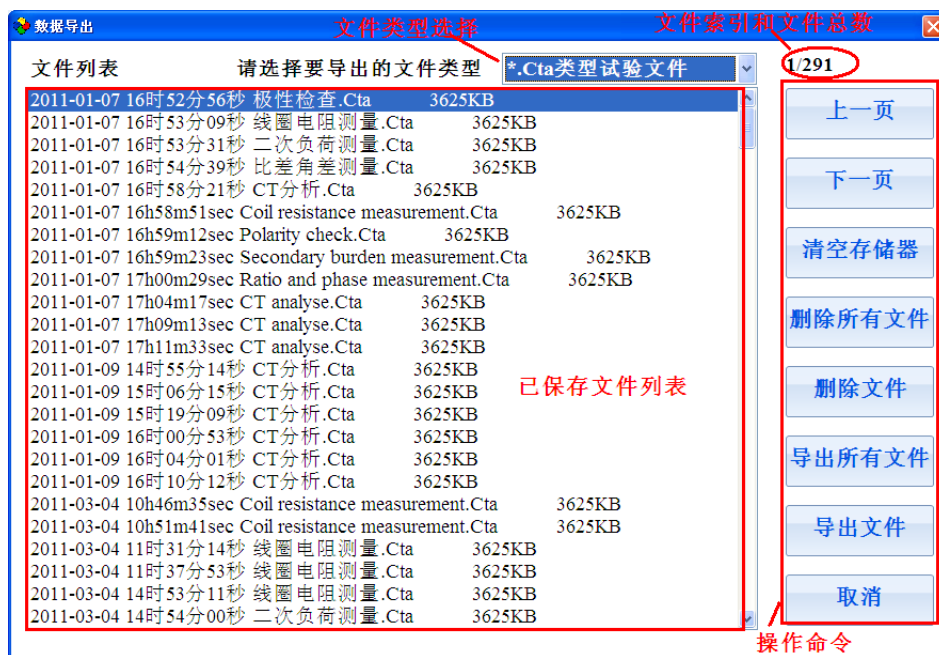 数据导出
文件类型选择
文件索引和文件总数
文件列表
请选择要导出的文件类型
*.Cta类型试验文件
1/291
2011-01-07 16时52分56秒 极性检查.Cta 3625KB
2011-01-07 16时53分09秒 线圈电阻测量.Cta 3625KB
2011-01-07 16时53分31秒 二次负荷测量.Cta 3625KB
2011-01-07 16时54分39秒 比差角差测量.Cta 3625KB
2011-01-07 16时58分21秒 CT分析.Cta 3625KB
2011-01-07 16h58m51sec Coil resistance measurement.Cta 3625KB
2011-01-07 16h59m12sec Polarity check.Cta 3625KB
2011-01-07 16h59m23sec Secondary burden measurement.Cta 3625KB
2011-01-07 17h00m29sec Ratio and phase measurement.Cta 3625KB
2011-01-07 17h04m17sec CT analyse.Cta 3625KB
2011-01-07 17h09m13sec CT analyse.Cta 3625KB
2011-01-07 17h11m33sec CT analyse.Cta 3625KB
2011-01-09 14时55分14秒 CT分析.Cta 3625KB
2011-01-09 15时06分15秒 CT分析.Cta 3625KB
2011-01-09 15时19分09秒 CT分析.Cta 3625KB
2011-01-09 16时00分53秒 CT分析.Cta 3625KB
2011-01-09 16时04分01秒 CT分析.Cta 3625KB
2011-01-09 16时10分12秒 CT分析.Cta 3625KB
2011-03-04 10h46m35sec Coil resistance measurement.Cta 3625KB
2011-03-04 10h51m41sec Coil resistance measurement.Cta 3625KB
2011-03-04 11时31分14秒 线圈电阻测量.Cta 3625KB
2011-03-04 11时37分53秒 线圈电阻测量.Cta 3625KB
2011-03-04 14时53分11秒 线圈电阻测量.Cta 3625KB
2011-03-04 14时54分00秒 二次负荷测量.Cta 3625KB
已保存文件列表
上一页
下一页
清空存储器
删除所有文件
删除文件
导出所有文件
导出文件
取消
操作命令